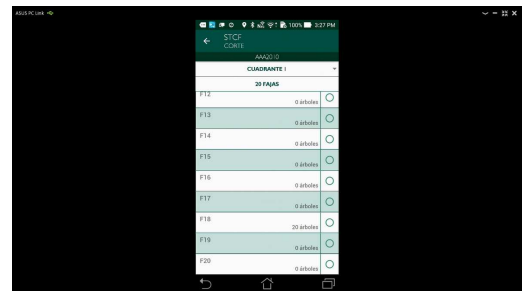 ASUS PC Link
100% 3:27 PM
STCF
CORTE
AAA2010
CUADRANTE I
20 FAJAS
F12
0 árboles
F13
0 árboles
F14
0 árboles
F15
0 árboles
F16
0 árboles
F17
0 árboles
F18
20 árboles
F19
0 árboles
F20
0 árboles